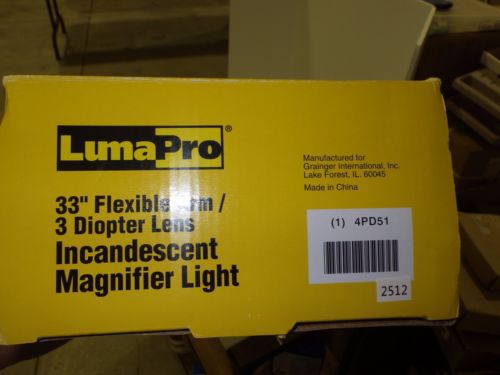 LumaPro®
33" Flexible Arm /
3 Diopter Lens
Incandescent
Magnifier Light
Manufactured for
Grainger International, Inc.
Lake Forest, IL. 60045
Made in China
(1) 4PD51
2512